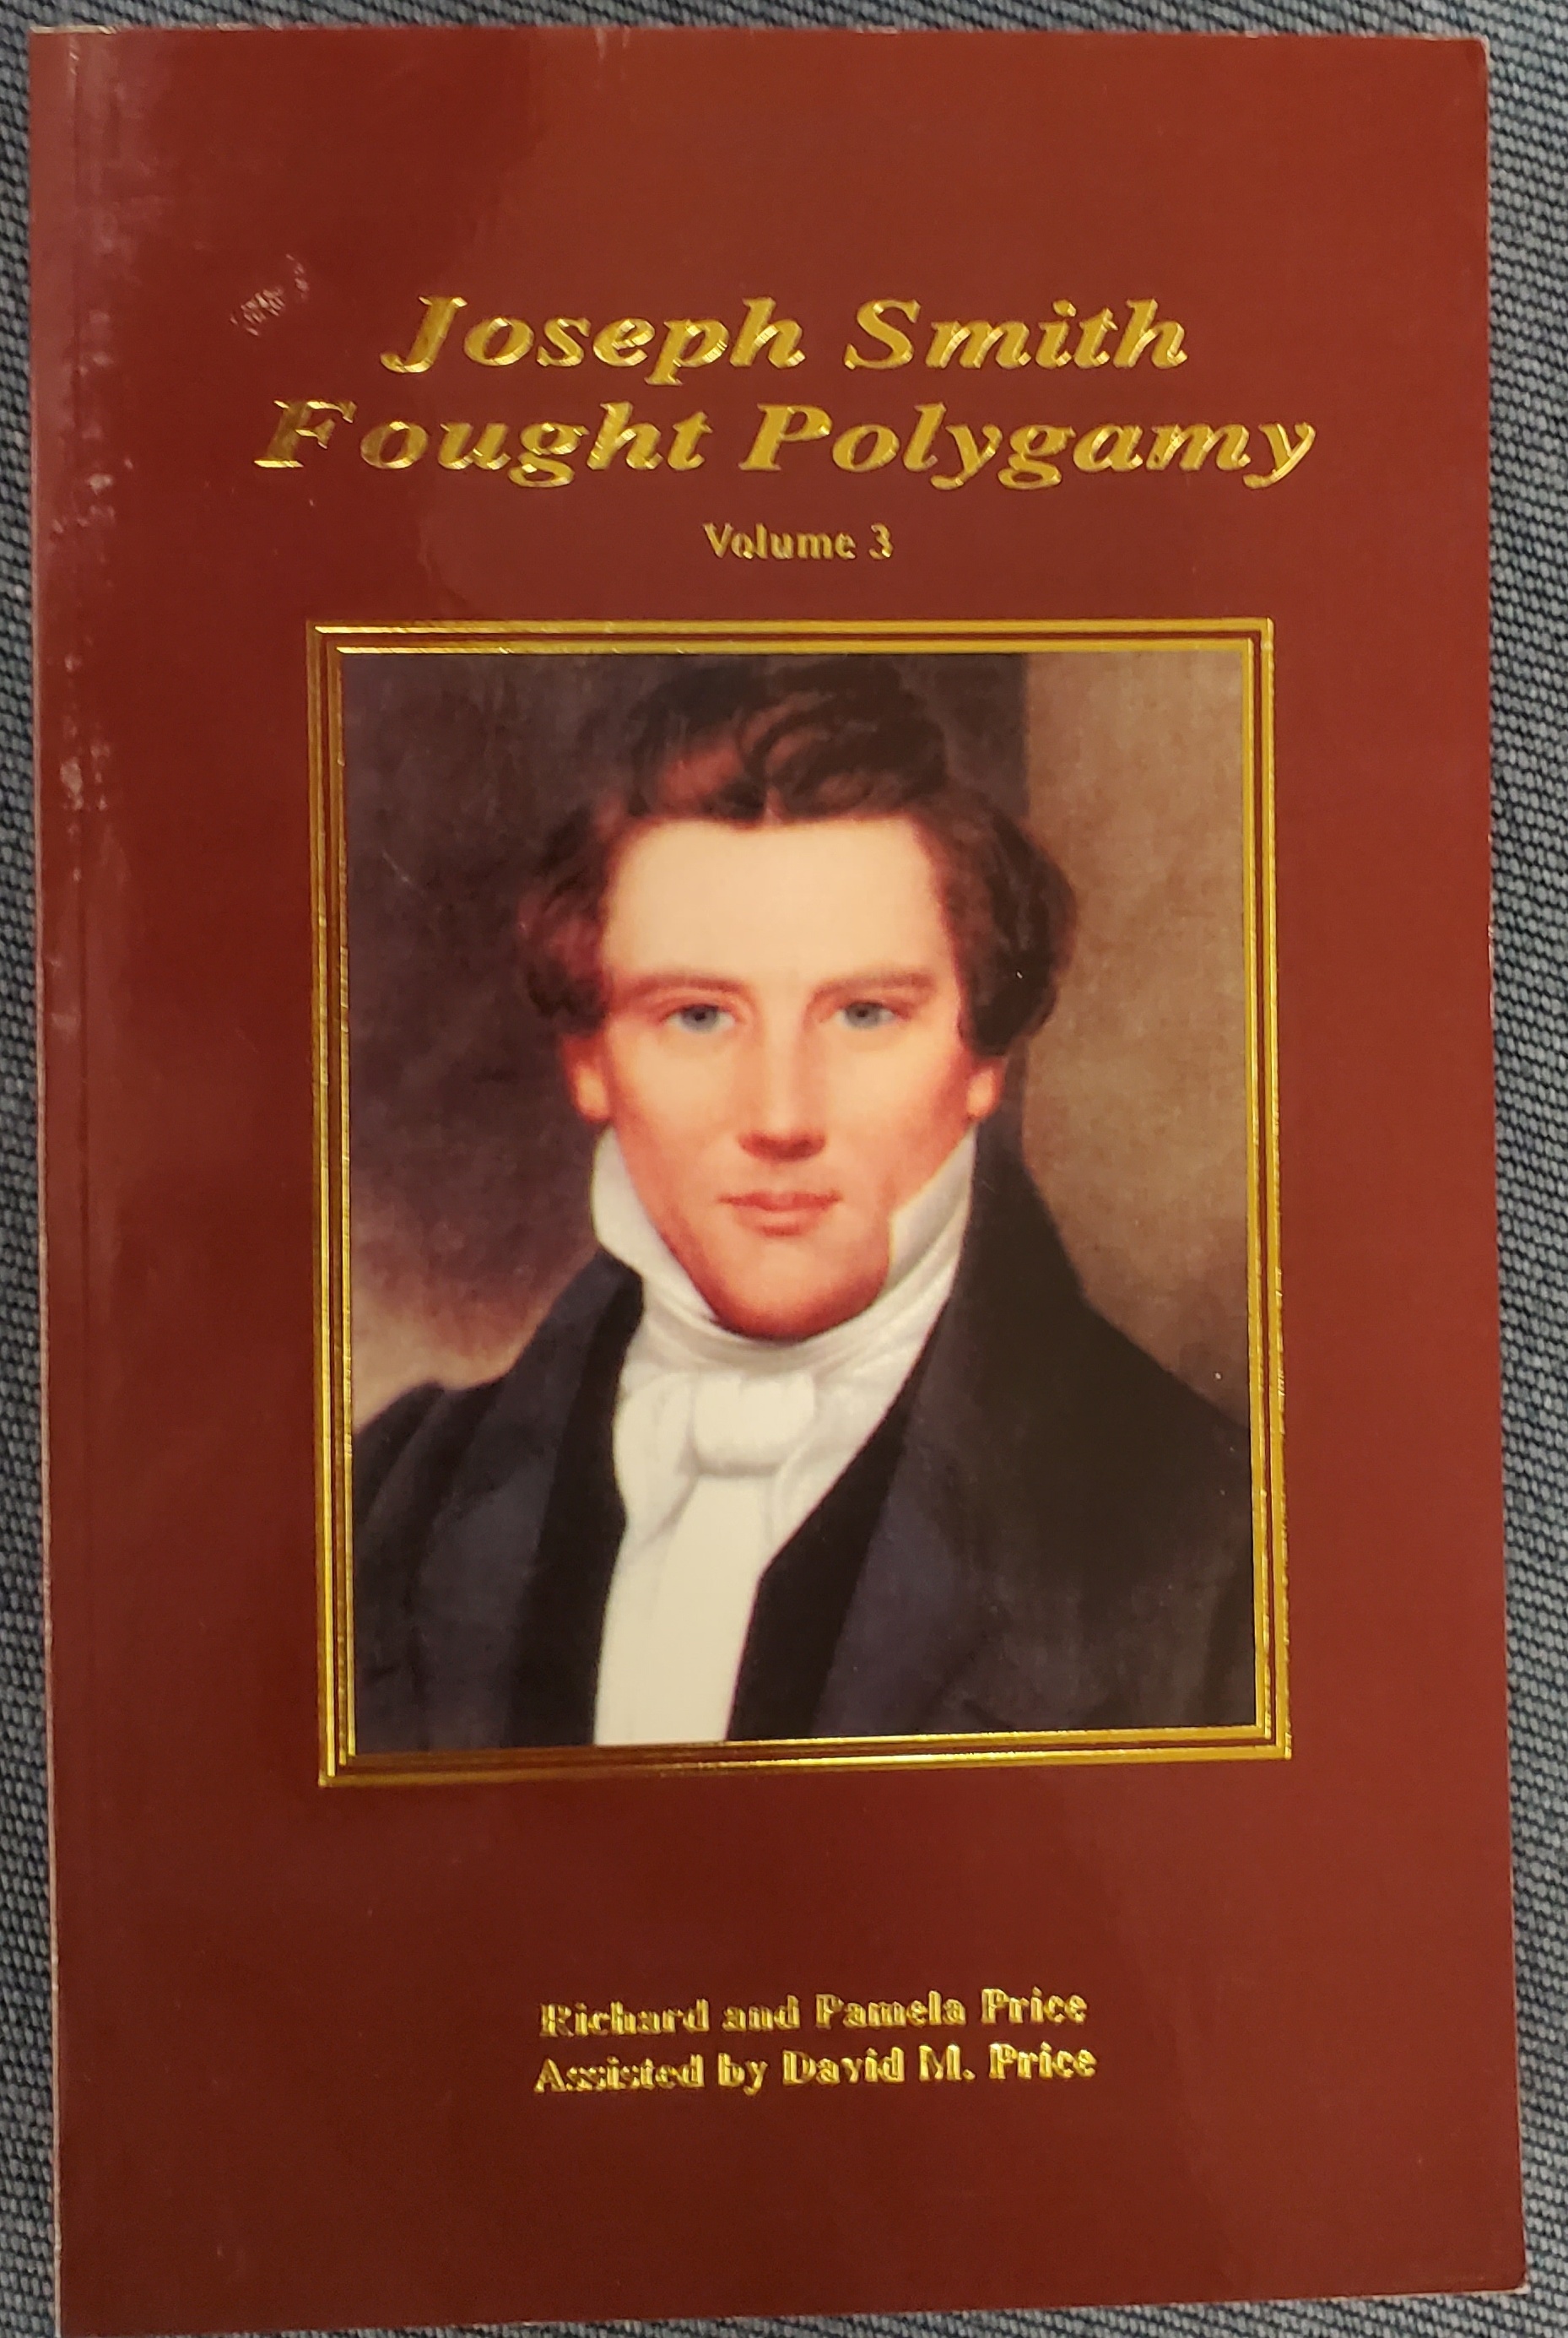 Joseph Smith
Fought Polygamy
Volume 3
Richard and Pamela Price
Assisted by David M. Price